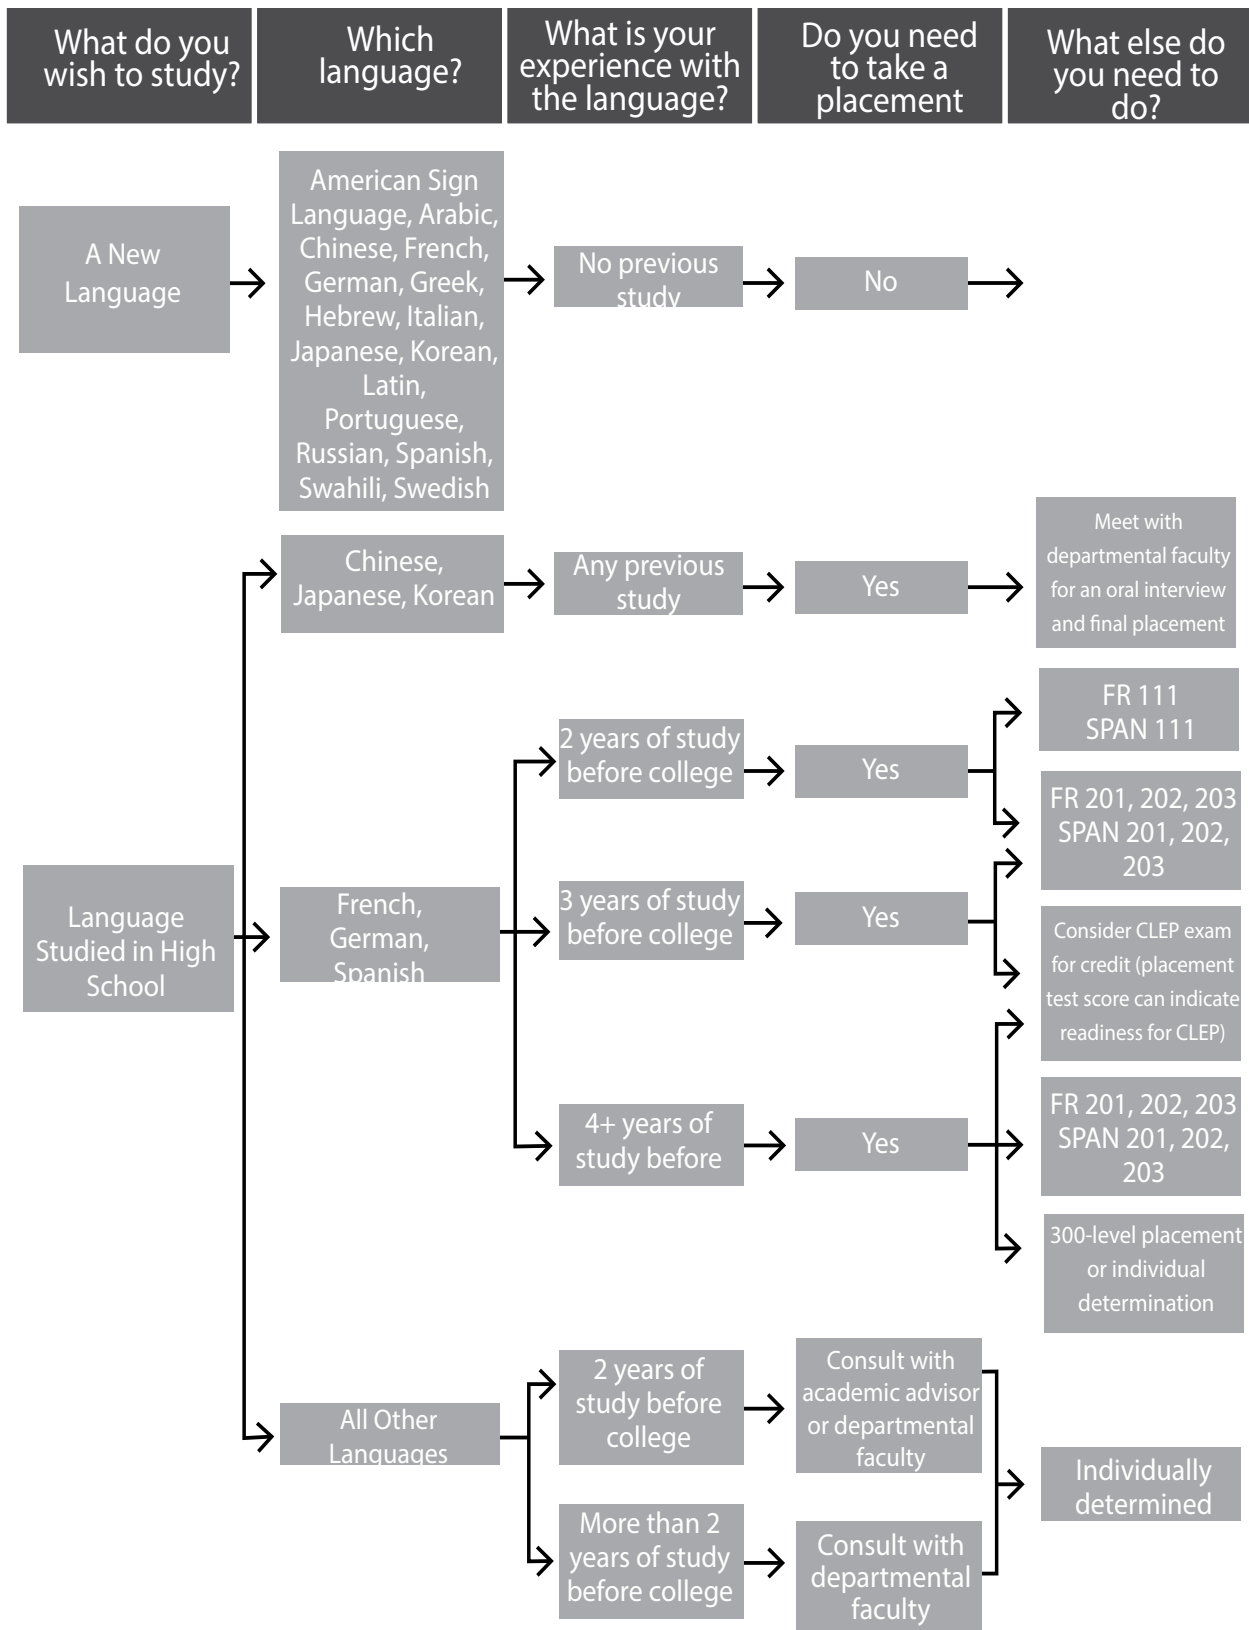 What do you
wish to study?
Which
language?
What is your
experience with
the language?
Do you need
to take a
placement
What else do
you need to
do?
A New
Language
American Sign
Language, Arabic,
Chinese, French,
German, Greek,
Hebrew, Italian,
Japanese, Korean,
Latin,
Portuguese,
Russian, Spanish,
Swahili, Swedish
No previous
study
No
Language
Studied in High
School
Chinese,
Japanese, Korean
Any previous
study
Yes
Meet with
departmental faculty
for an oral interview
and final placement
French,
German,
Spanish
2 years of study
before college
Yes
FR 111
SPAN 111
FR 201, 202, 203
SPAN 201, 202,
203
3 years of study
before college
Yes
Consider CLEP exam
for credit (placement
test score can indicate
readiness for CLEP)
4+ years of
study before
Yes
FR 201, 202, 203
SPAN 201, 202,
203
300-level placement
or individual
determination
All Other
Languages
2 years of
study before
college
Consult with
academic advisor
or departmental
faculty
More than 2
years of study
before college
Consult with
departmental
faculty
Individually
determined